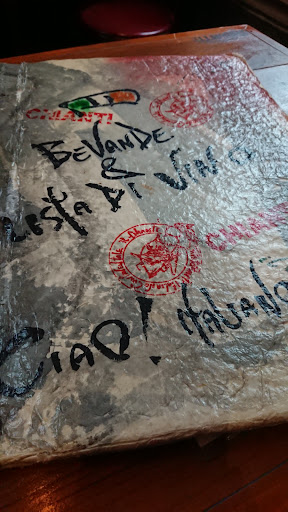 CHIANTI
BEVANDE
&
LISTA DI VINI
CHIANTI
CIAO! ITALIANO